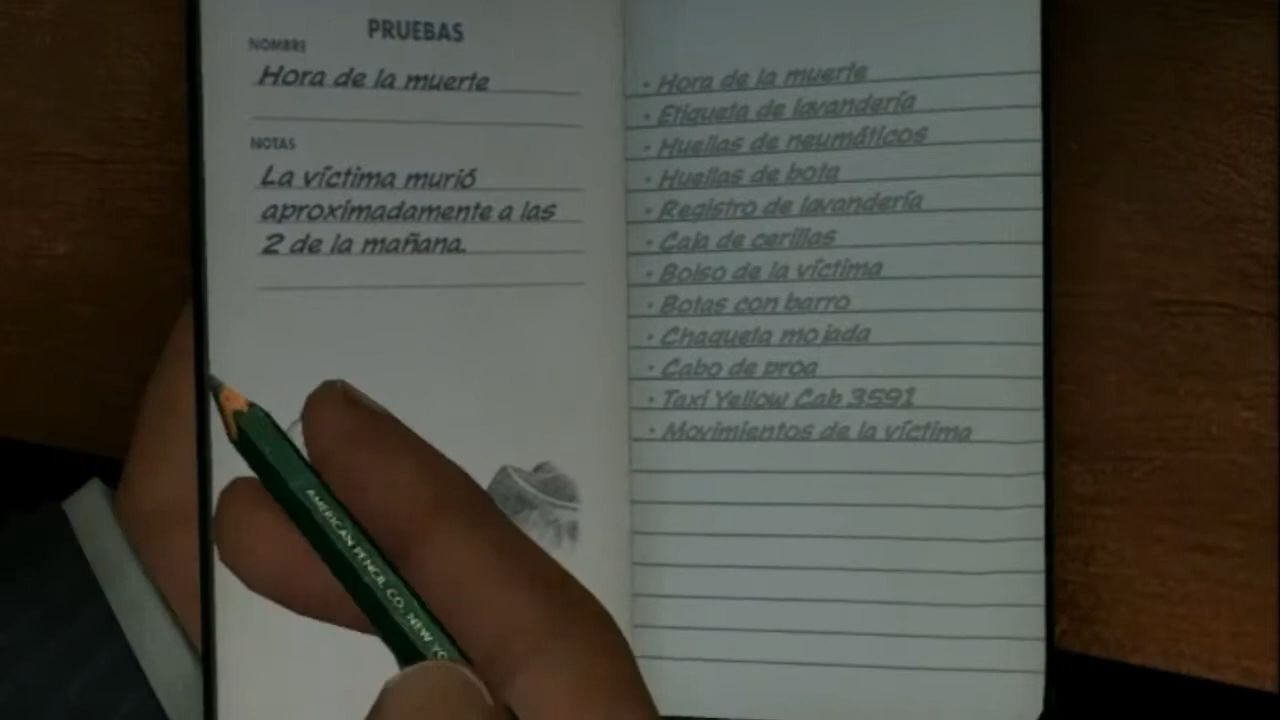 PRUEBAS
NOMBRE
Hora de la muerte
NOTAS
La víctima murió
aproximadamente a las
2 de la mañana.
• Hora de la muerte
• Etiqueta de lavandería
• Huellas de neumáticos
• Huellas de bota
• Registro de lavandería
• Caja de cerillas
• Bolso de la víctima
• Botas con barro
• Chaqueta mojada
• Cabo de proa
• Taxi Yellow Cab 3591
• Movimientos de la víctima
AMERICAN PENCIL CO. NEW YO